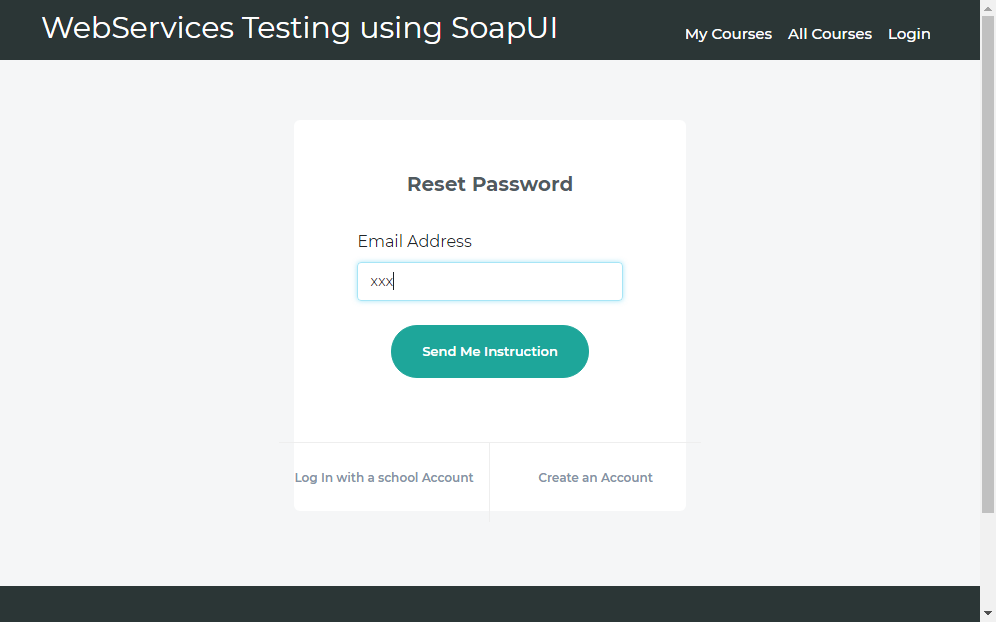 WebServices Testing using SoapUI
My Courses All Courses Login
Reset Password
Email Address
xxx
Send Me Instruction
Log In with a school Account
Create an Account